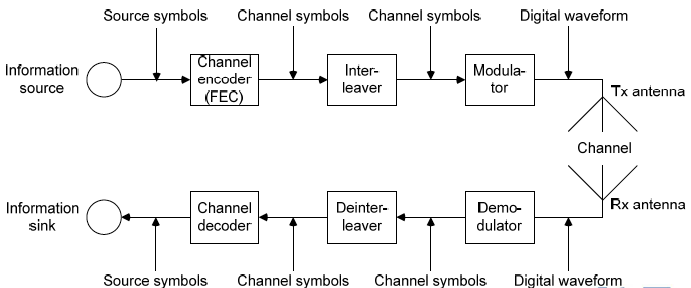 Source symbols
Channel symbols
Channel symbols
Digital waveform
Information
source
Channel
encoder
(FEC)
Inter-
leaver
Modula-
tor
Tx antenna
Channel
Information
sink
Channel
decoder
Deinter-
leaver
Demo-
dulator
Rx antenna
Source symbols
Channel symbols
Channel symbols
Digital waveform